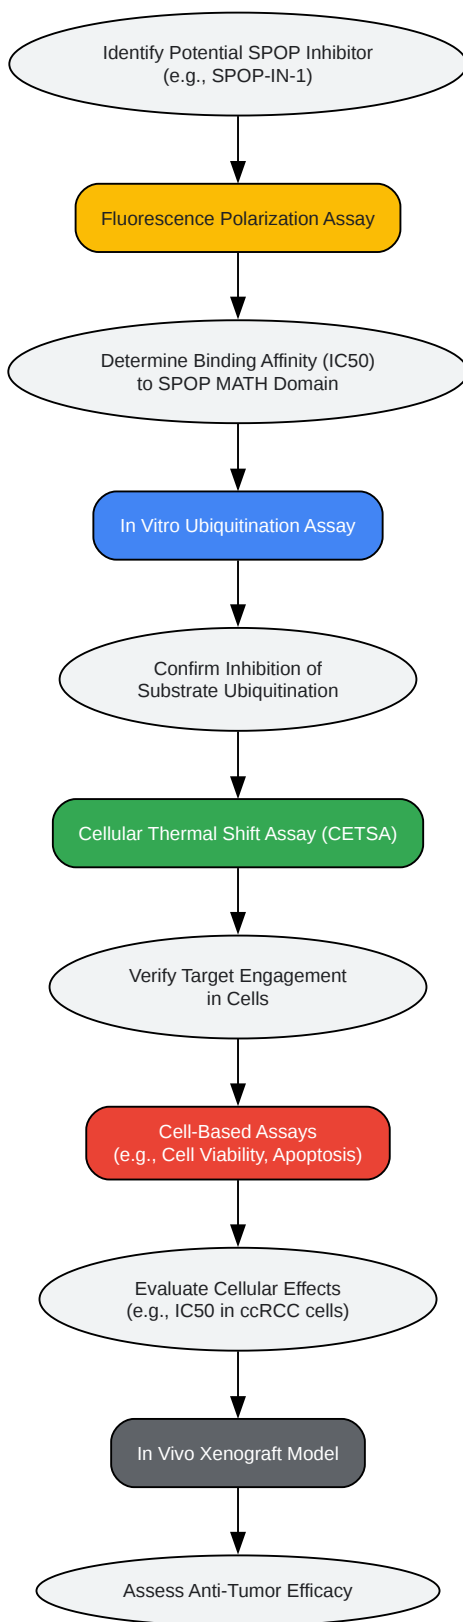 Identify Potential SPOP Inhibitor
(e.g., SPOP-IN-1)
Fluorescence Polarization Assay
Determine Binding Affinity (IC50)
to SPOP MATH Domain
In Vitro Ubiquitination Assay
Confirm Inhibition of
Substrate Ubiquitination
Cellular Thermal Shift Assay (CETSA)
Verify Target Engagement
in Cells
Cell-Based Assays
(e.g., Cell Viability, Apoptosis)
Evaluate Cellular Effects
(e.g., IC50 in ccRCC cells)
In Vivo Xenograft Model
Assess Anti-Tumor Efficacy